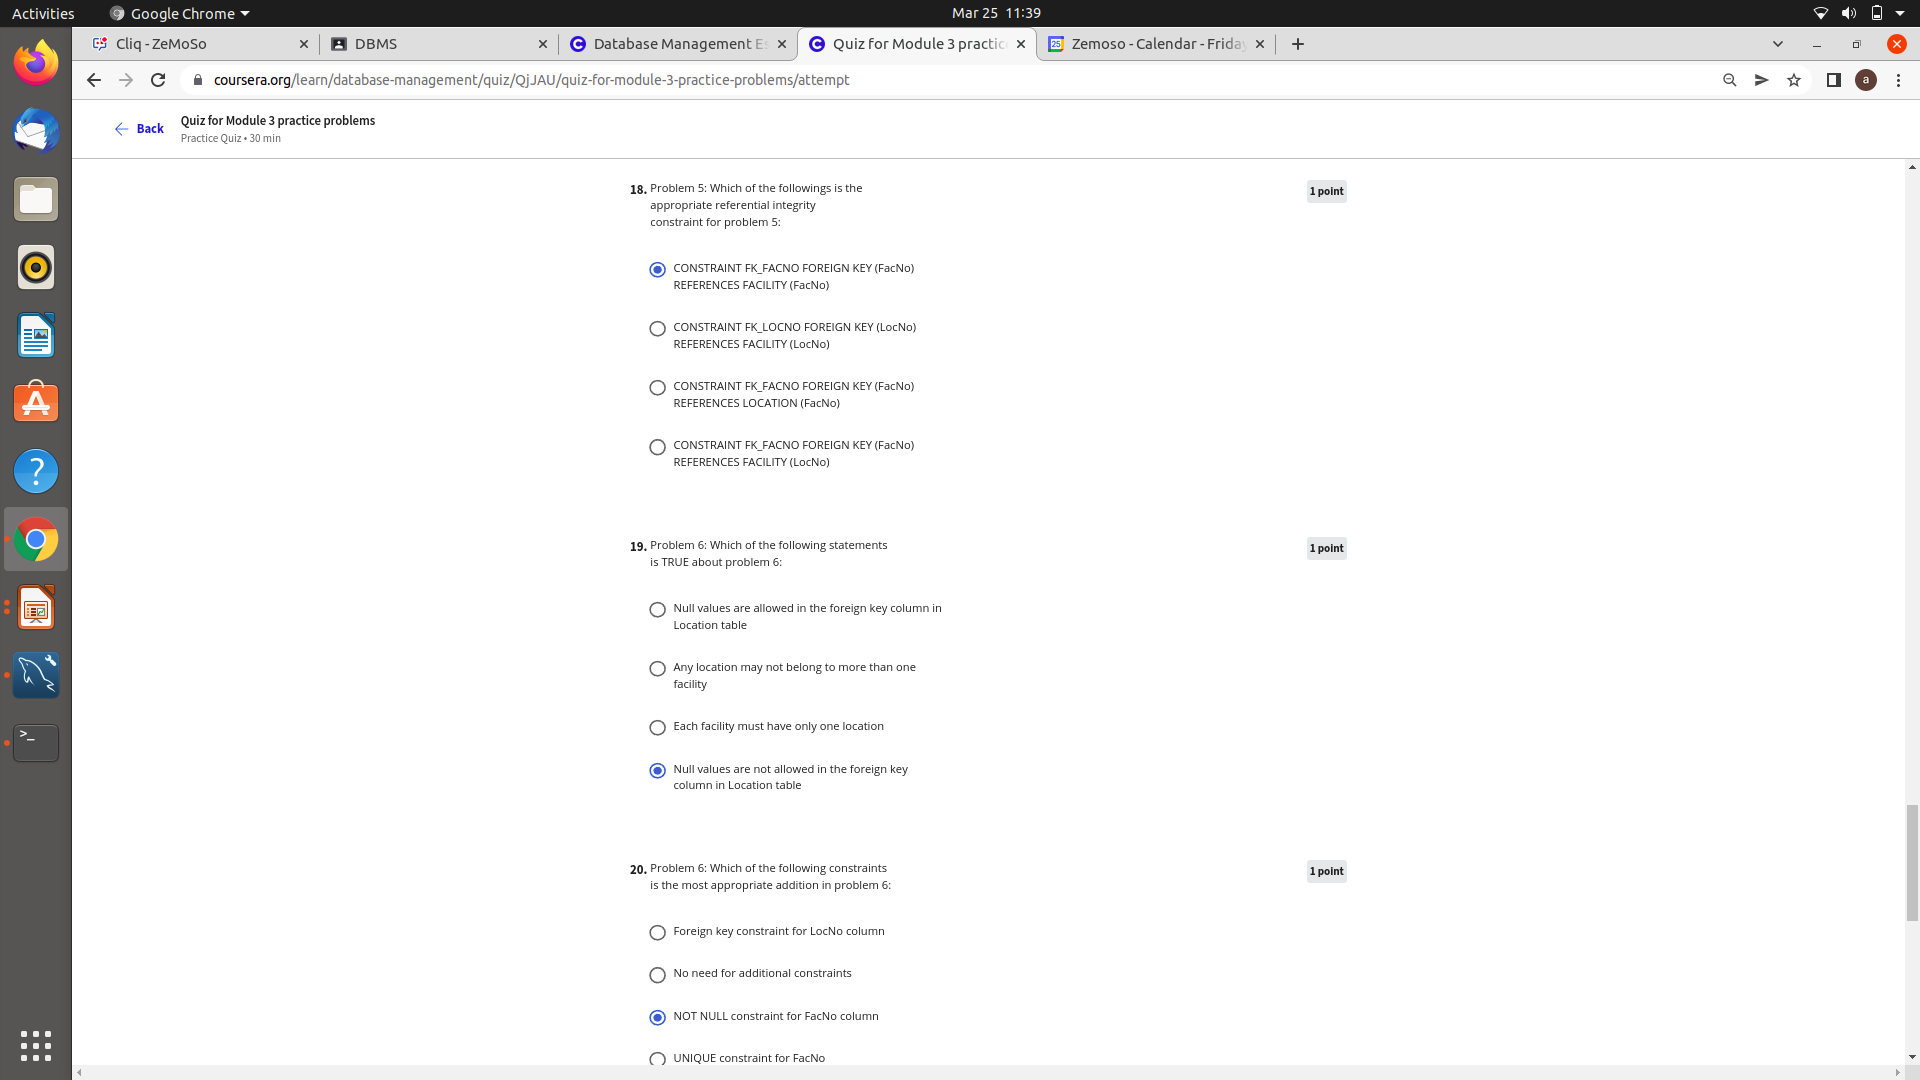 Activities
Google Chrome
Mar 25 11:39
Cliq - ZeMoSo
DBMS
Database Management Es
Quiz for Module 3 practic
Zemoso - Calendar - Friday
coursera.org/learn/database-management/quiz/QjJAU/quiz-for-module-3-practice-problems/attempt
a
Back
Quiz for Module 3 practice problems
Practice Quiz • 30 min
18. Problem 5: Which of the followings is the
appropriate referential integrity
constraint for problem 5:
1 point
CONSTRAINT FK_FACNO FOREIGN KEY (FacNo)
REFERENCES FACILITY (FacNo)
CONSTRAINT FK_LOCNO FOREIGN KEY (LocNo)
REFERENCES FACILITY (LocNo)
CONSTRAINT FK_FACNO FOREIGN KEY (FacNo)
REFERENCES LOCATION (FacNo)
CONSTRAINT FK_FACNO FOREIGN KEY (FacNo)
REFERENCES FACILITY (LocNo)
19. Problem 6: Which of the following statements
is TRUE about problem 6:
1 point
Null values are allowed in the foreign key column in
Location table
Any location may not belong to more than one
facility
Each facility must have only one location
Null values are not allowed in the foreign key
column in Location table
20. Problem 6: Which of the following constraints
is the most appropriate addition in problem 6:
1 point
Foreign key constraint for LocNo column
No need for additional constraints
NOT NULL constraint for FacNo column
UNIQUE constraint for FacNo